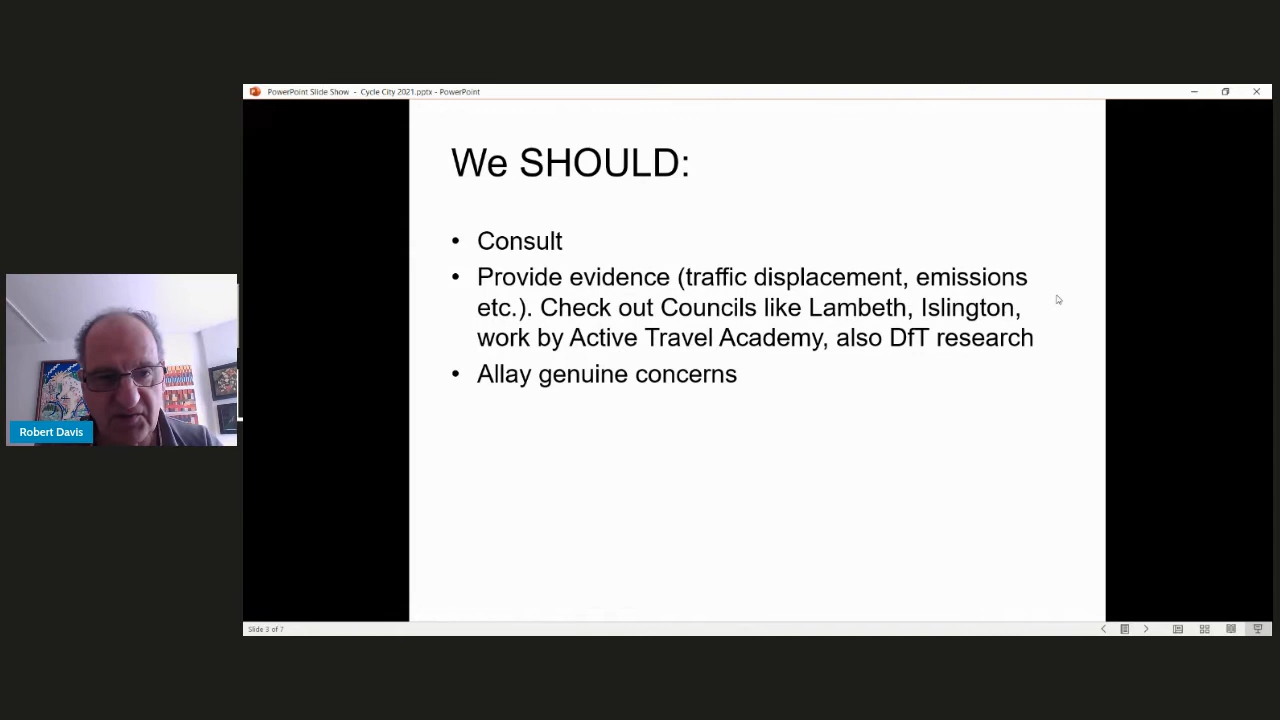 PowerPoint Slide Show - Cycle City 2021.pptx - PowerPoint
We SHOULD:
• Consult
• Provide evidence (traffic displacement, emissions
etc.). Check out Councils like Lambeth, Islington,
work by Active Travel Academy, also DfT research
• Allay genuine concerns
Robert Davis
Slide 3 of 7